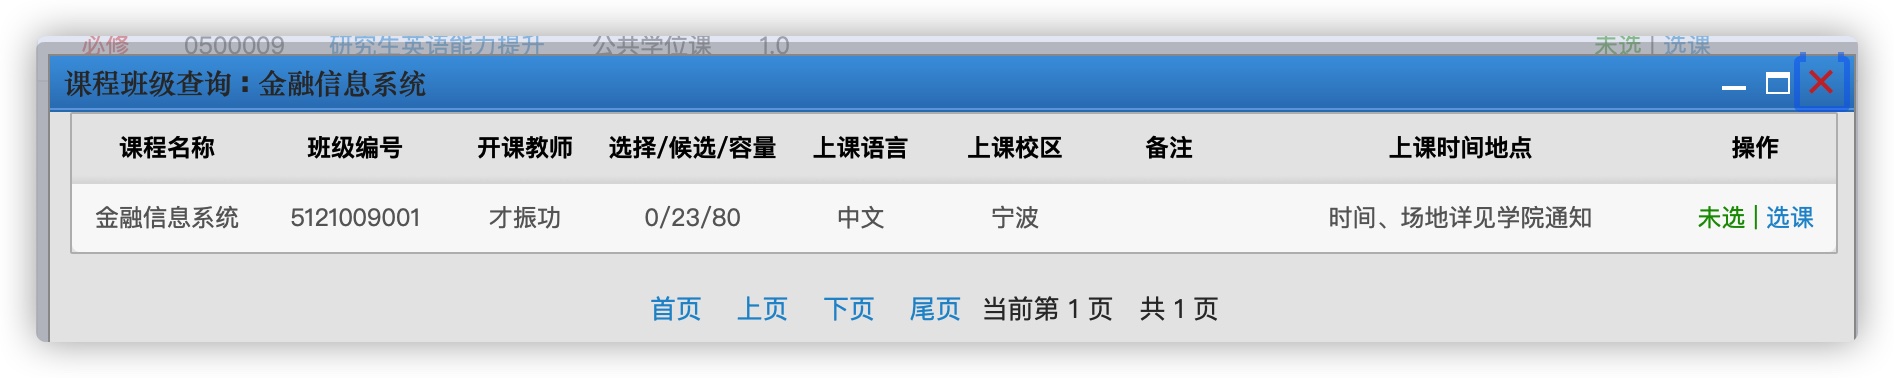 必修 0500009 研究生英语能力提升 公共学位课 1.0 未选 | 选课
课程班级查询：金融信息系统
课程名称 班级编号 开课教师 选择/候选/容量 上课语言 上课校区 备注 上课时间地点 操作
金融信息系统 5121009001 才振功 0/23/80 中文 宁波 时间、场地详见学院通知 未选 | 选课
首页 上页 下页 尾页 当前第 1 页 共 1 页